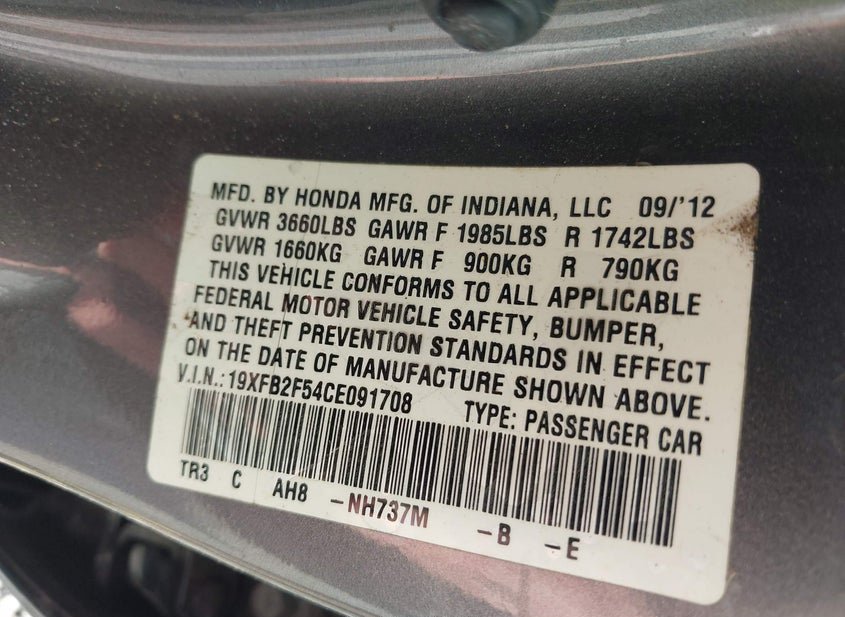 MFD. BY HONDA MFG. OF INDIANA, LLC 09/'12
GVWR 3660LBS GAWR F 1985LBS R 1742LBS
GVWR 1660KG GAWR F 900KG R 790KG
THIS VEHICLE CONFORMS TO ALL APPLICABLE
FEDERAL MOTOR VEHICLE SAFETY, BUMPER,
AND THEFT PREVENTION STANDARDS IN EFFECT
ON THE DATE OF MANUFACTURE SHOWN ABOVE.
V.I.N.:19XFB2F54CE091708 TYPE: PASSENGER CAR
TR3 C AH8 -NH737M -B -E